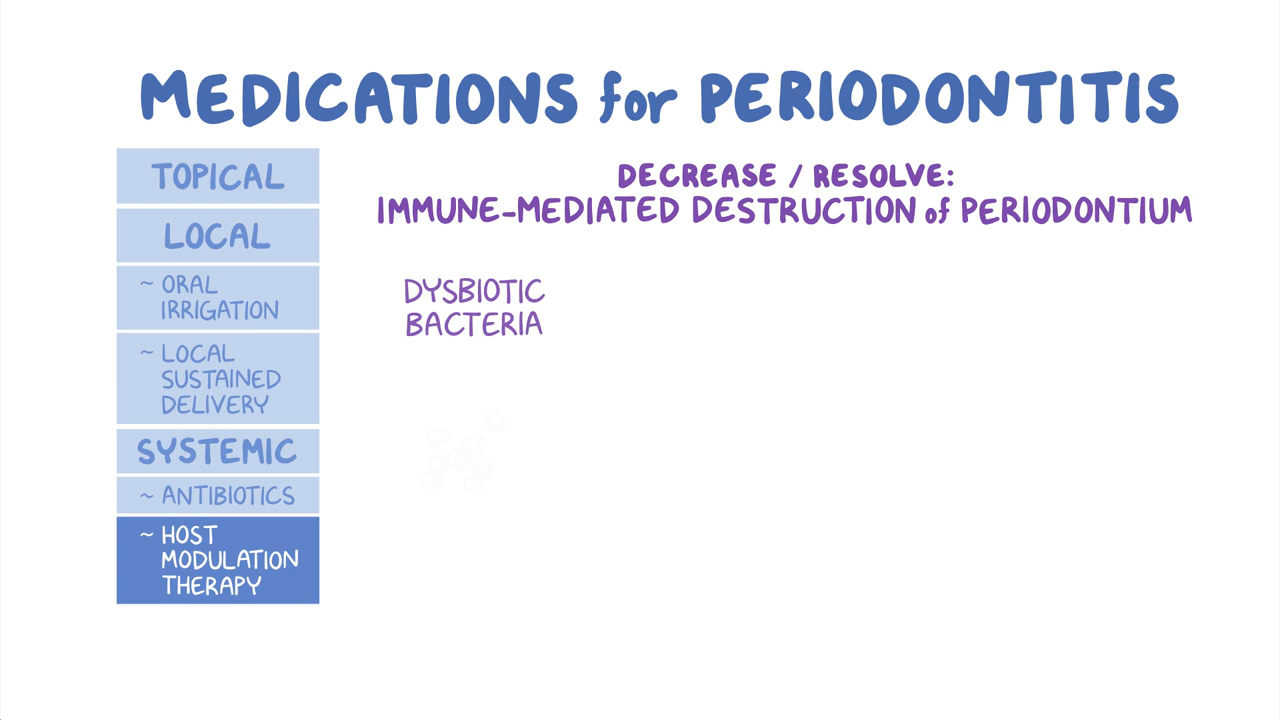 MEDICATIONS for PERIODONTITIS
TOPICAL
LOCAL
~ ORAL
IRRIGATION
~ LOCAL
SUSTAINED
DELIVERY
SYSTEMIC
~ ANTIBIOTICS
~ HOST
MODULATION
THERAPY
DECREASE / RESOLVE:
IMMUNE-MEDIATED DESTRUCTION of PERIODONTIUM
DYSBIOTIC
BACTERIA